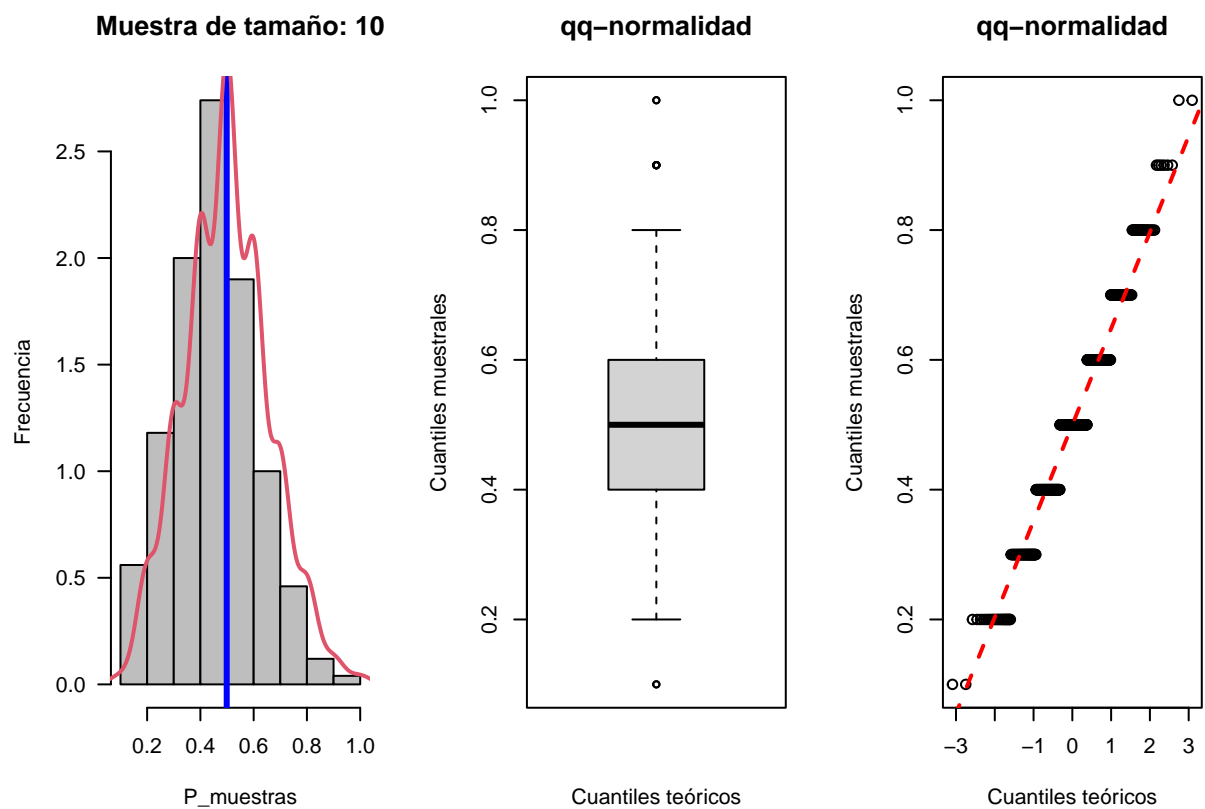 Muestra de tamaño: 10
Frecuencia
2.5
2.0
1.5
1.0
0.5
0.0
0.2 0.4 0.6 0.8 1.0
P_muestras
qq−normalidad
Cuantiles muestrales
1.0
0.8
0.6
0.4
0.2
Cuantiles teóricos
qq−normalidad
Cuantiles muestrales
1.0
0.8
0.6
0.4
0.2
−3 −1 0 1 2 3
Cuantiles teóricos